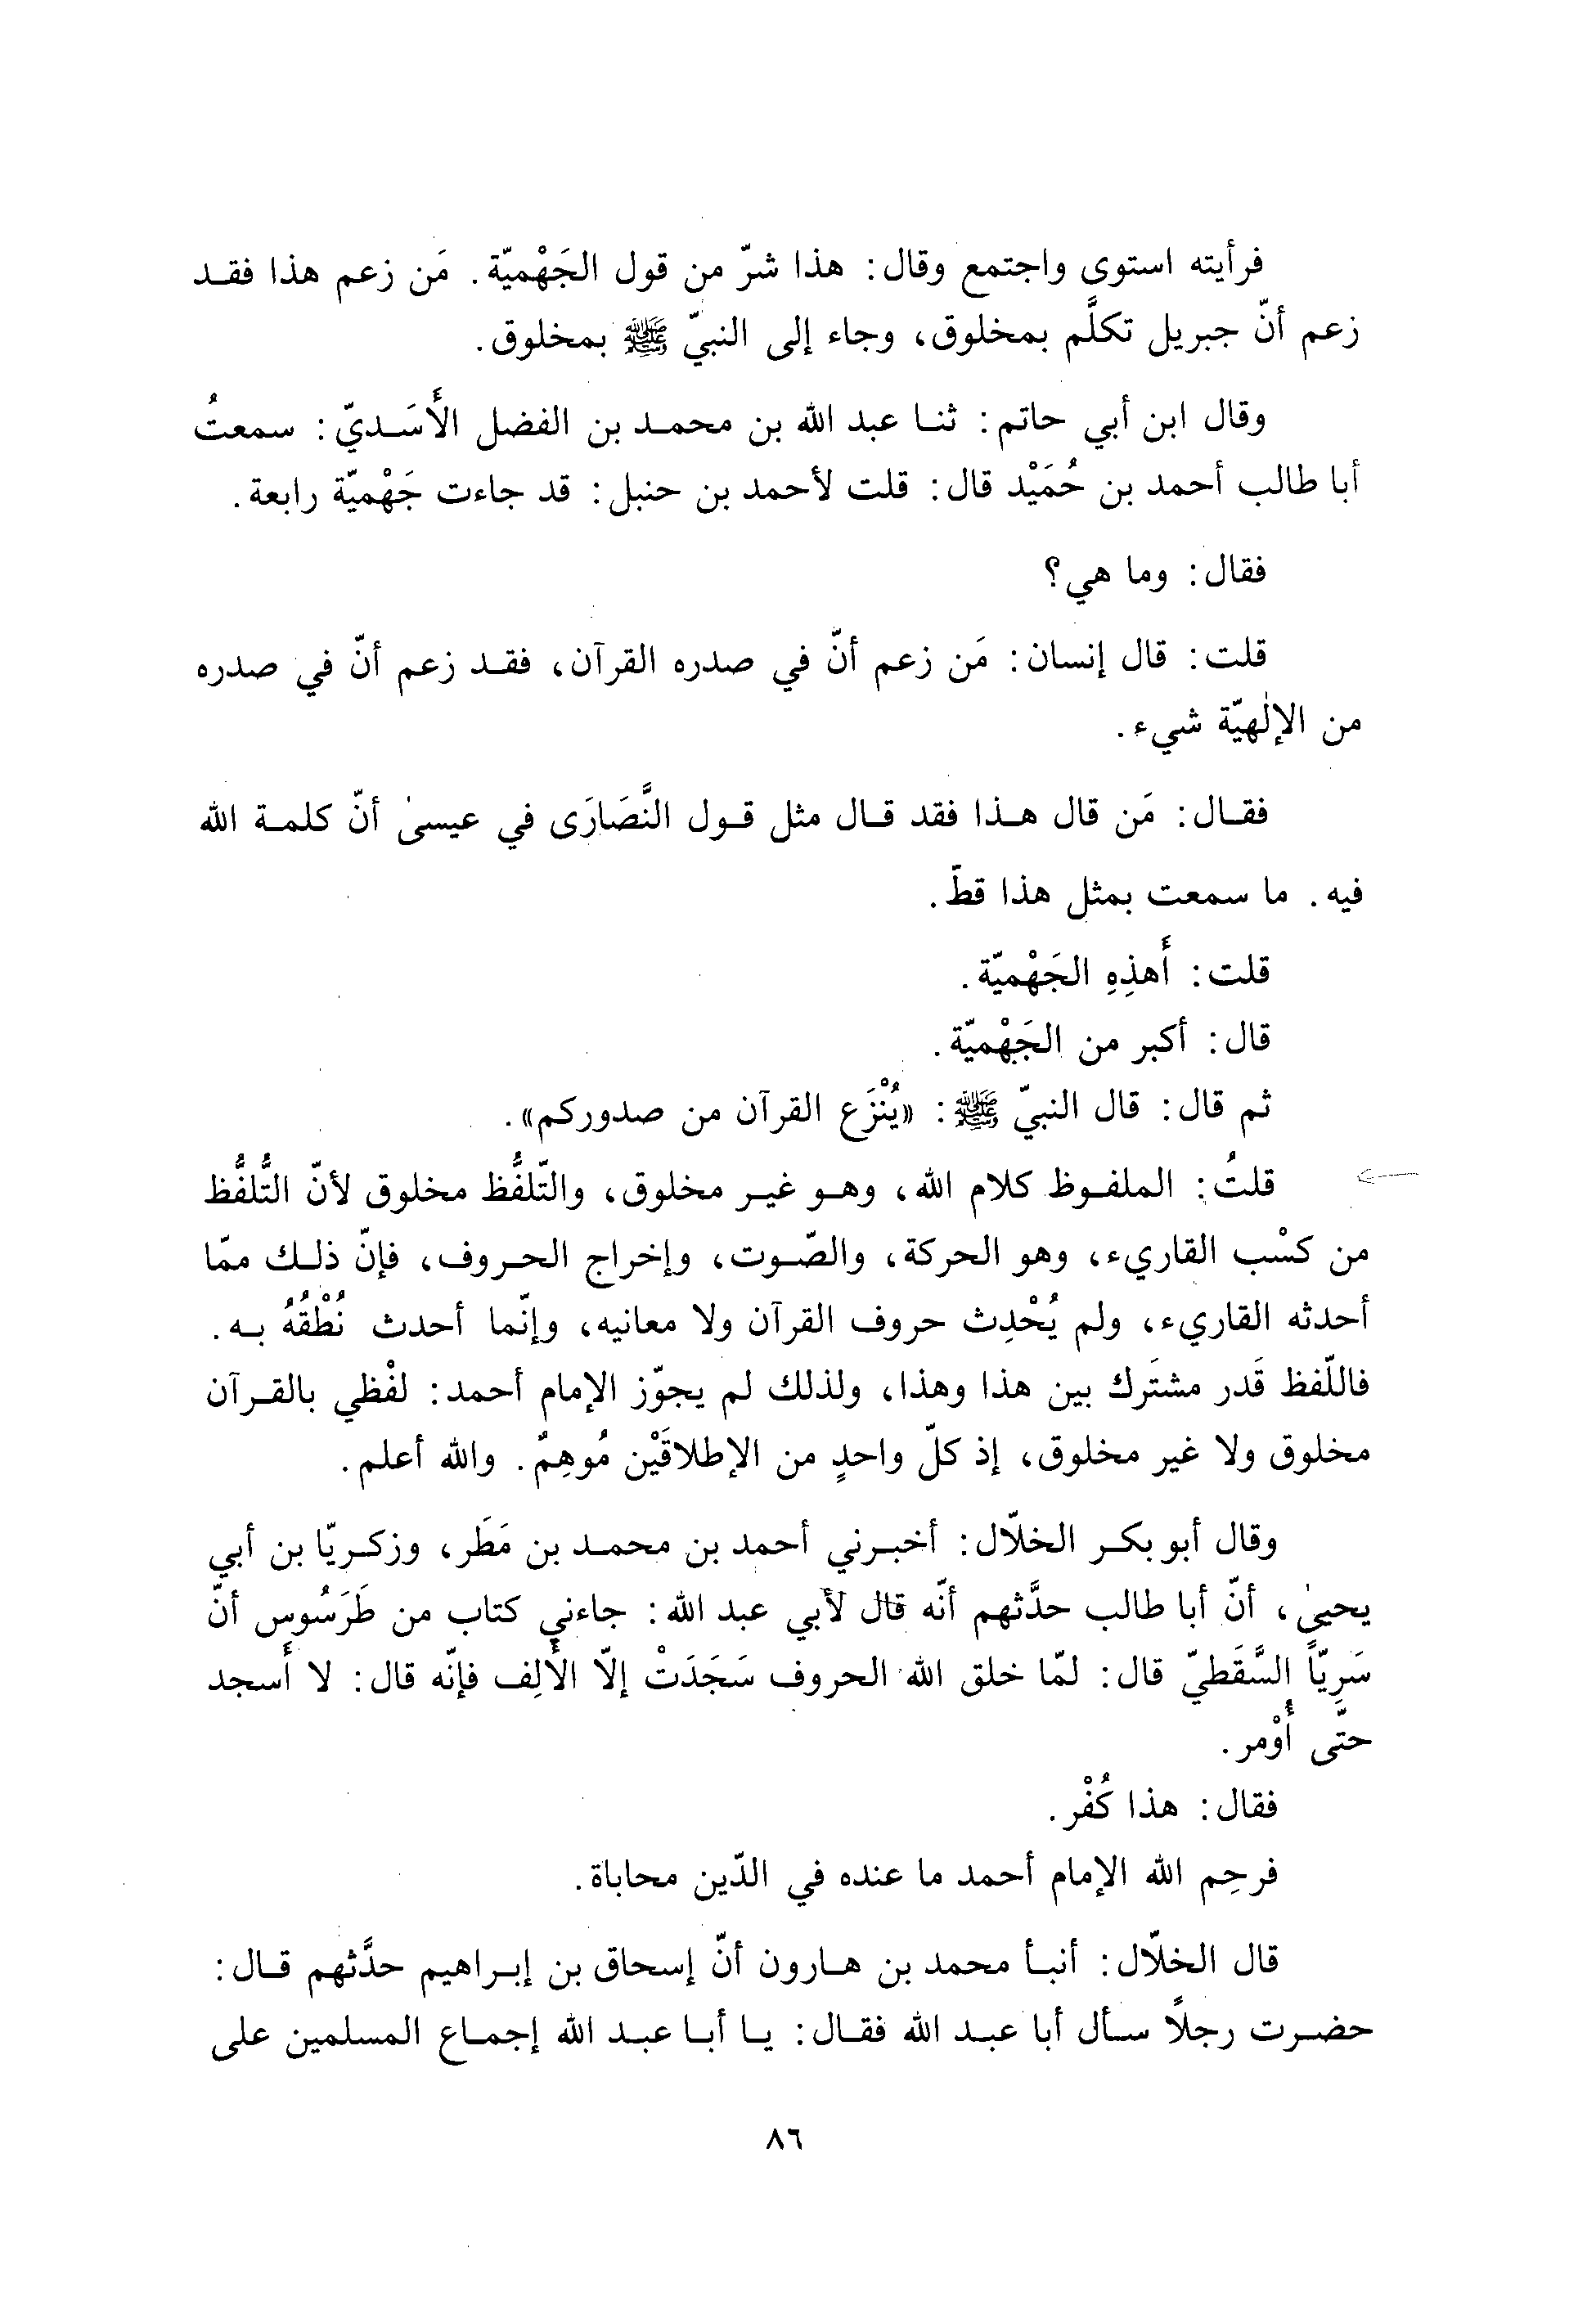 فرأيته استوى واجتمع وقال: هذا شرّ من قول الجَهْميّة. مَن زعم هذا فقد
زعم أنّ جبريل تكلَّم بمخلوق، وجاء إلى النبيّ ﷺ بمخلوق.
وقال ابن أبي حاتم: ثنا عبد الله بن محمد بن الفضل الأَسَديّ: سمعتُ
أبا طالب أحمد بن حُمَيْد قال: قلت لأحمد بن حنبل: قد جاءت جَهْميّة رابعة.
فقال: وما هي؟
قلت: قال إنسان: مَن زعم أنّ في صدره القرآن، فقد زعم أنّ في صدره
من الإلٰهيّة شيء.
فقال: مَن قال هذا فقد قال مثل قول النَّصَارَى في عيسىٰ أنّ كلمة الله
فيه. ما سمعت بمثل هذا قطّ.
قلت: أَهذِهِ الجَهْميّة.
قال: أكبر من الجَهْميّة.
ثم قال: قال النبيّ ﷺ: «يُنْزَع القرآن من صدوركم».
قلتُ: الملفوظ كلام الله، وهو غير مخلوق، والتّلفُّظ مخلوق لأنّ التَّلفُّظ
من كسْب القاريء، وهو الحركة، والصّوت، وإخراج الحروف، فإنّ ذلك ممّا
أحدثه القاريء، ولم يُحْدِث حروف القرآن ولا معانيه، وإنّما أحدث نُطْقُهُ به.
فاللّفظ قَدر مشتَرك بين هذا وهذا، ولذلك لم يجوّز الإمام أحمد: لفْظي بالقرآن
مخلوق ولا غير مخلوق، إذ كلّ واحدٍ من الإطلاقَيْن مُوهِمٌ. والله أعلم.
وقال أبو بكر الخلّال: أخبرني أحمد بن محمد بن مَطَر، وزكريّا بن أبي
يحيىٰ، أنّ أبا طالب حدَّثهم أنّه قال لأبي عبد الله: جاءني كتاب من طَرَسُوس أنّ
سَرِيّاً السَّقَطيّ قال: لمّا خلق الله الحروف سَجَدَتْ إلّا الأَلِف فإنّه قال: لا أَسجد
حتَّى أُوْمر.
فقال: هذا كُفْر.
فرحِم الله الإمام أحمد ما عنده في الدّين محاباة.
قال الخلّال: أنبأ محمد بن هارون أنّ إسحاق بن إبراهيم حدَّثهم قال:
حضرت رجلاً سأل أبا عبد الله فقال: يا أبا عبد الله إجماع المسلمين على
٨٦